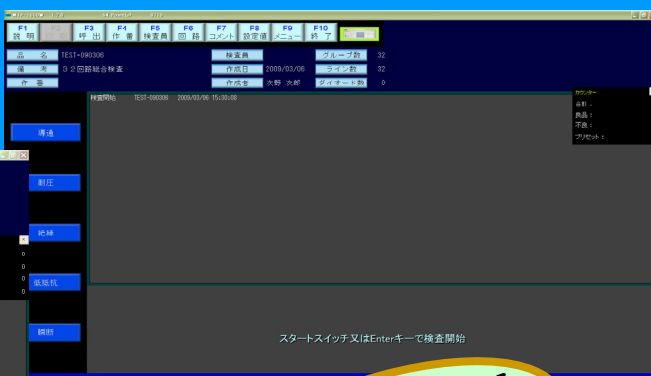 F1 F3 F4 F5 F6 F7 F8 F9 F10
説 明 呼 出 作 番 検査員 回 路 コメント 設定値 メニュー 終 了
品 名 TEST-090306 検査員 グループ数 32
備 考 32回路総合検査 作成日 2009/03/06 ライン数 32
作 番 作成者 次野 次郎 ダイオード数 0
検査開始 TEST-090306 2009/03/06 15:30:08
カウンター
合計：
良品：
不良：
プリセット：
導通
耐圧
絶縁
0
0
0
0
低抵抗
瞬断
スタートスイッチ又はEnterキーで検査開始